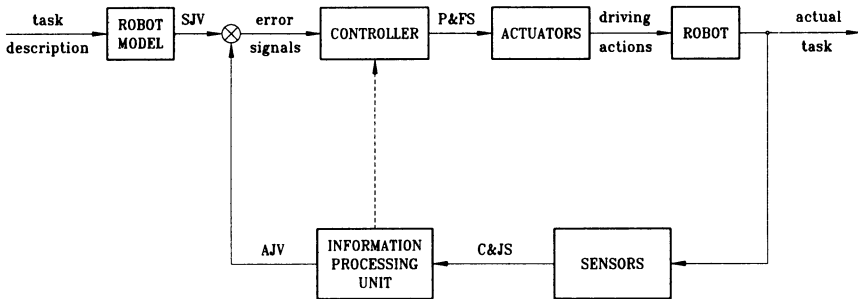 task
description
ROBOT
MODEL
SJV
error
signals
CONTROLLER
P&FS
ACTUATORS
driving
actions
ROBOT
actual
task
AJV
INFORMATION
PROCESSING
UNIT
C&JS
SENSORS